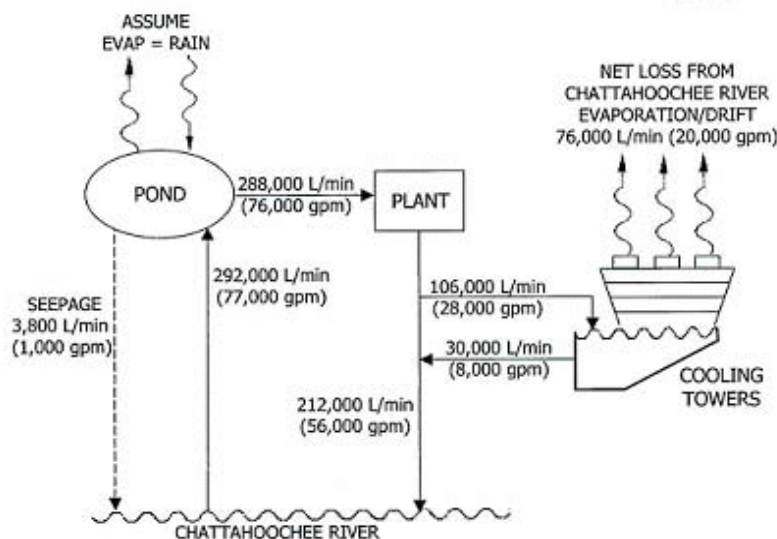 ASSUME
EVAP = RAIN
NET LOSS FROM
CHATTAHOOCHEE RIVER
EVAPORATION/DRIFT
76,000 L/min (20,000 gpm)
POND
288,000 L/min
(76,000 gpm)
PLANT
SEEPAGE
3,800 L/min
(1,000 gpm)
292,000 L/min
(77,000 gpm)
106,000 L/min
(28,000 gpm)
30,000 L/min
(8,000 gpm)
COOLING
TOWERS
212,000 L/min
(56,000 gpm)
CHATTAHOOCHEE RIVER